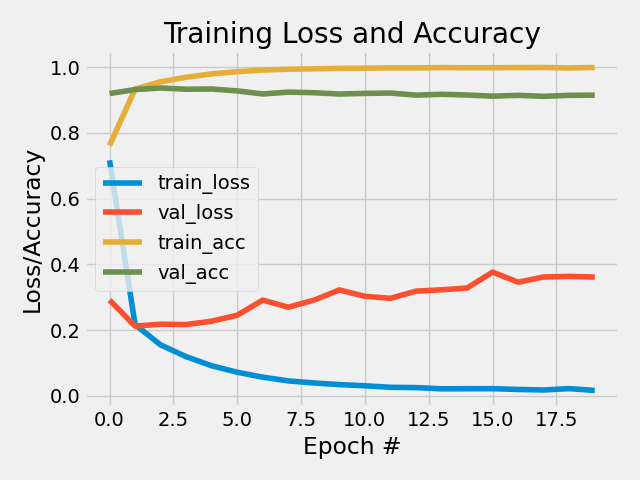 Training Loss and Accuracy
1.0
0.8
0.6
0.4
0.2
0.0
Loss/Accuracy
train_loss
val_loss
train_acc
val_acc
0.0 2.5 5.0 7.5 10.0 12.5 15.0 17.5
Epoch #